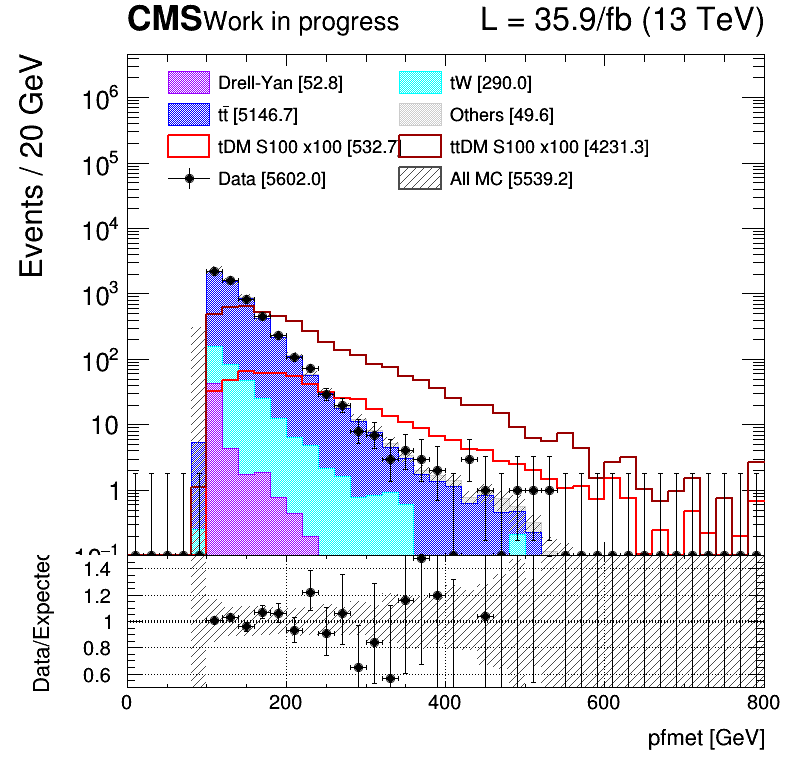 CMS Work in progress L = 35.9/fb (13 TeV)
Events / 20 GeV
Drell-Yan [52.8] tW [290.0]
tt̄ [5146.7] Others [49.6]
tDM S100 x100 [532.7] ttDM S100 x100 [4231.3]
Data [5602.0] All MC [5539.2]
10⁶
10⁵
10⁴
10³
10²
10
1
10⁻¹
Data/Expected
1.4
1.2
1
0.8
0.6
0 200 400 600 800
pfmet [GeV]